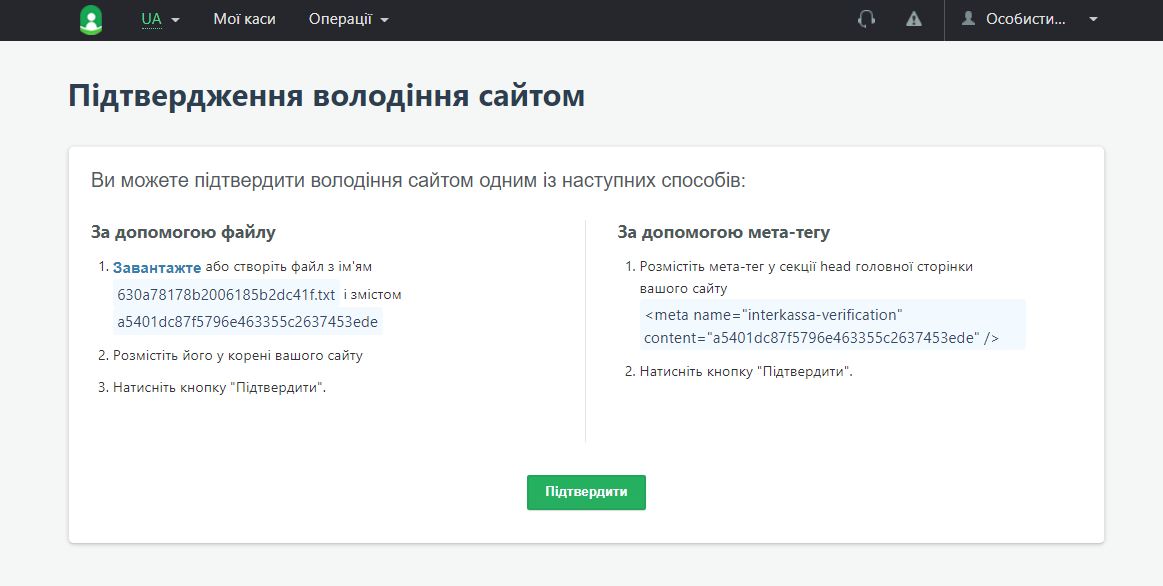 UA Мої каси Операції Особисти...
Підтвердження володіння сайтом
Ви можете підтвердити володіння сайтом одним із наступних способів:
За допомогою файлу
1. Завантажте або створіть файл з ім'ям
630a78178b2006185b2dc41f.txt і змістом
a5401dc87f5796e463355c2637453ede
2. Розмістіть його у корені вашого сайту
3. Натисніть кнопку "Підтвердити".
За допомогою мета-тегу
1. Розмістіть мета-тег у секції head головної сторінки
вашого сайту
<meta name="interkassa-verification"
content="a5401dc87f5796e463355c2637453ede" />
2. Натисніть кнопку "Підтвердити".
Підтвердити